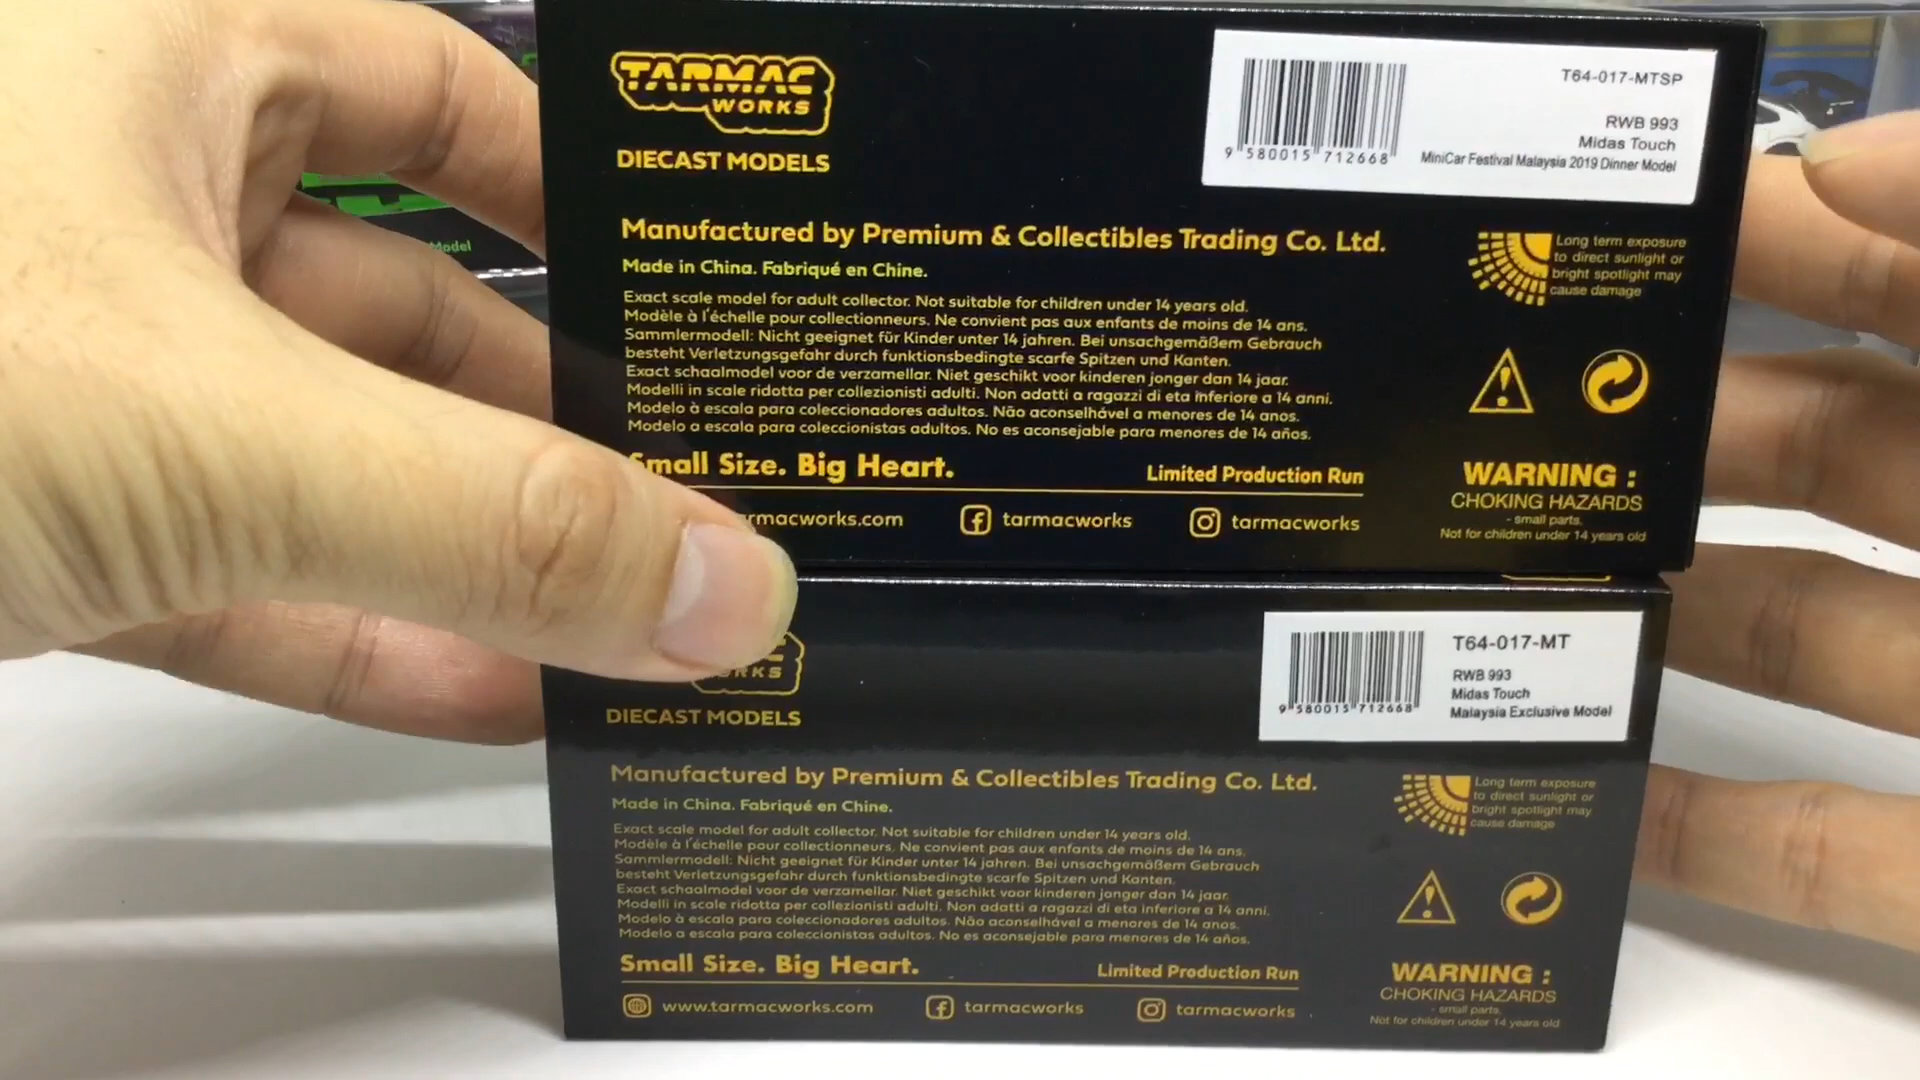 TARMAC
WORKS
DIECAST MODELS
T64-017-MTSP
RWB 993
Midas Touch
MiniCar Festival Malaysia 2019 Dinner Model
9 580015 712668
Manufactured by Premium & Collectibles Trading Co. Ltd.
Made in China. Fabriqué en Chine.
Exact scale model for adult collector. Not suitable for children under 14 years old.
Modèle à l'échelle pour collectionneurs. Ne convient pas aux enfants de moins de 14 ans.
Sammlermodell: Nicht geeignet für Kinder unter 14 jahren. Bei unsachgemäßem Gebrauch
besteht Verletzungsgefahr durch funktionsbedingte scarfe Spitzen und Kanten.
Exact schaalmodel voor de verzamellar. Niet geschikt voor kinderen jonger dan 14 jaar.
Modelli in scale ridotta per collezionisti adulti. Non adatti a ragazzi di eta inferiore a 14 anni.
Modelo à escala para coleccionadores adultos. Não aconselhável a menores de 14 anos.
Modelo a escala para coleccionistas adultos. No es aconsejable para menores de 14 años.
Long term exposure
to direct sunlight or
bright spotlight may
cause damage
Small Size. Big Heart.
Limited Production Run
rmacworks.com
tarmacworks
tarmacworks
WARNING :
CHOKING HAZARDS
- small parts.
Not for children under 14 years old
Model
WORKS
DIECAST MODELS
T64-017-MT
RWB 993
Midas Touch
Malaysia Exclusive Model
9 580015 712668
Manufactured by Premium & Collectibles Trading Co. Ltd.
Made in China. Fabriqué en Chine.
Exact scale model for adult collector. Not suitable for children under 14 years old.
Modèle à l'échelle pour collectionneurs. Ne convient pas aux enfants de moins de 14 ans.
Sammlermodell: Nicht geeignet für Kinder unter 14 jahren. Bei unsachgemäßem Gebrauch
besteht Verletzungsgefahr durch funktionsbedingte scarfe Spitzen und Kanten.
Exact schaalmodel voor de verzamellar. Niet geschikt voor kinderen jonger dan 14 jaar.
Modelli in scale ridotta per collezionisti adulti. Non adatti a ragazzi di eta inferiore a 14 anni.
Modelo à escala para coleccionadores adultos. Não aconselhável a menores de 14 anos.
Modelo a escala para coleccionistas adultos. No es aconsejable para menores de 14 años.
Long term exposure
to direct sunlight or
bright spotlight may
cause damage
Small Size. Big Heart.
Limited Production Run
www.tarmacworks.com
tarmacworks
tarmacworks
WARNING :
CHOKING HAZARDS
- small parts.
Not for children under 14 years old